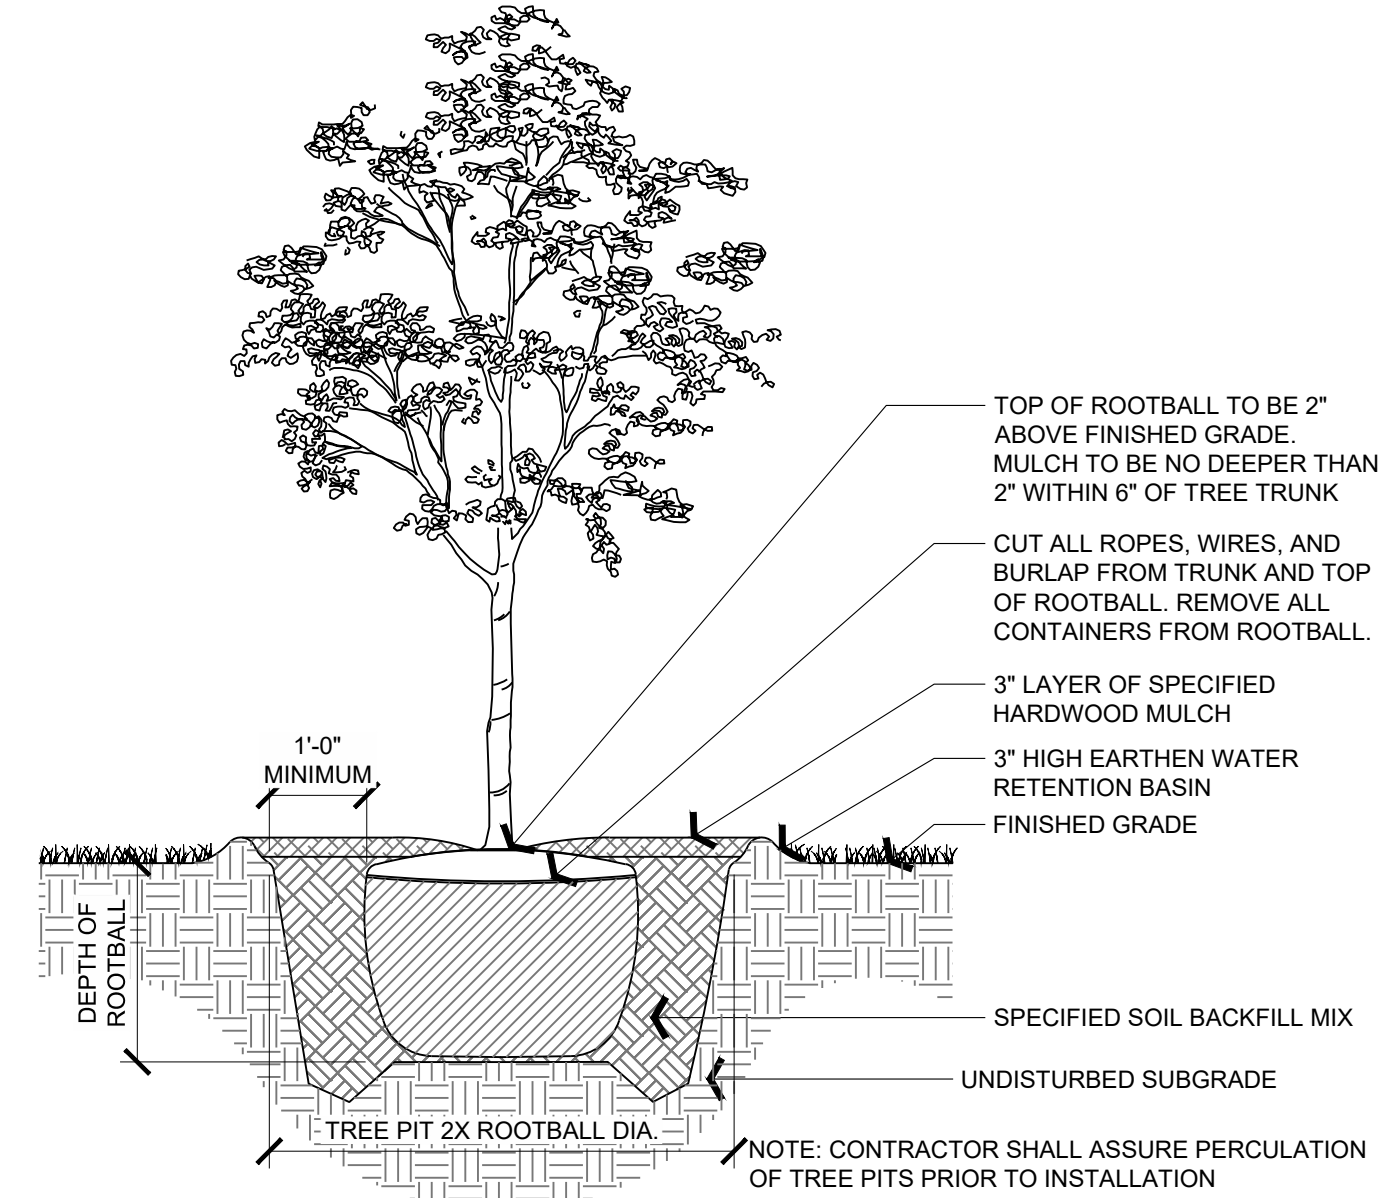 TOP OF ROOTBALL TO BE 2"
ABOVE FINISHED GRADE.
MULCH TO BE NO DEEPER THAN
2" WITHIN 6" OF TREE TRUNK
CUT ALL ROPES, WIRES, AND
BURLAP FROM TRUNK AND TOP
OF ROOTBALL. REMOVE ALL
CONTAINERS FROM ROOTBALL.
3" LAYER OF SPECIFIED
HARDWOOD MULCH
3" HIGH EARTHEN WATER
RETENTION BASIN
FINISHED GRADE
1'-0"
MINIMUM
DEPTH OF
ROOTBALL
SPECIFIED SOIL BACKFILL MIX
UNDISTURBED SUBGRADE
TREE PIT 2X ROOTBALL DIA.
NOTE: CONTRACTOR SHALL ASSURE PERCULATION
OF TREE PITS PRIOR TO INSTALLATION